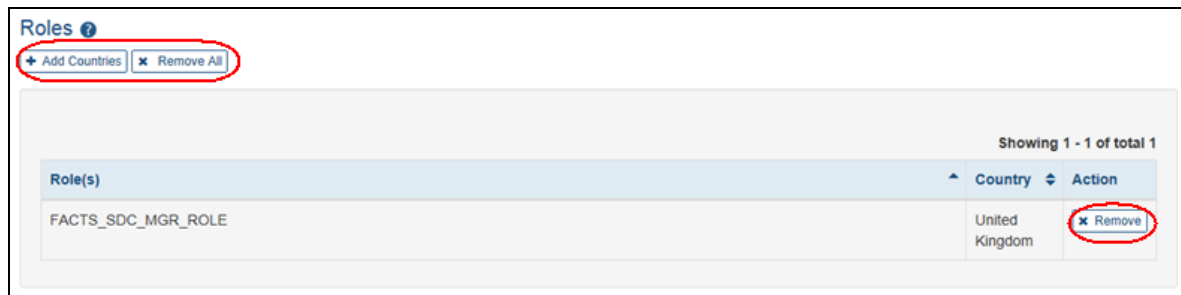 Roles ?
+ Add Countries × Remove All
Showing 1 - 1 of total 1
Role(s) Country Action
FACTS_SDC_MGR_ROLE United × Remove
Kingdom